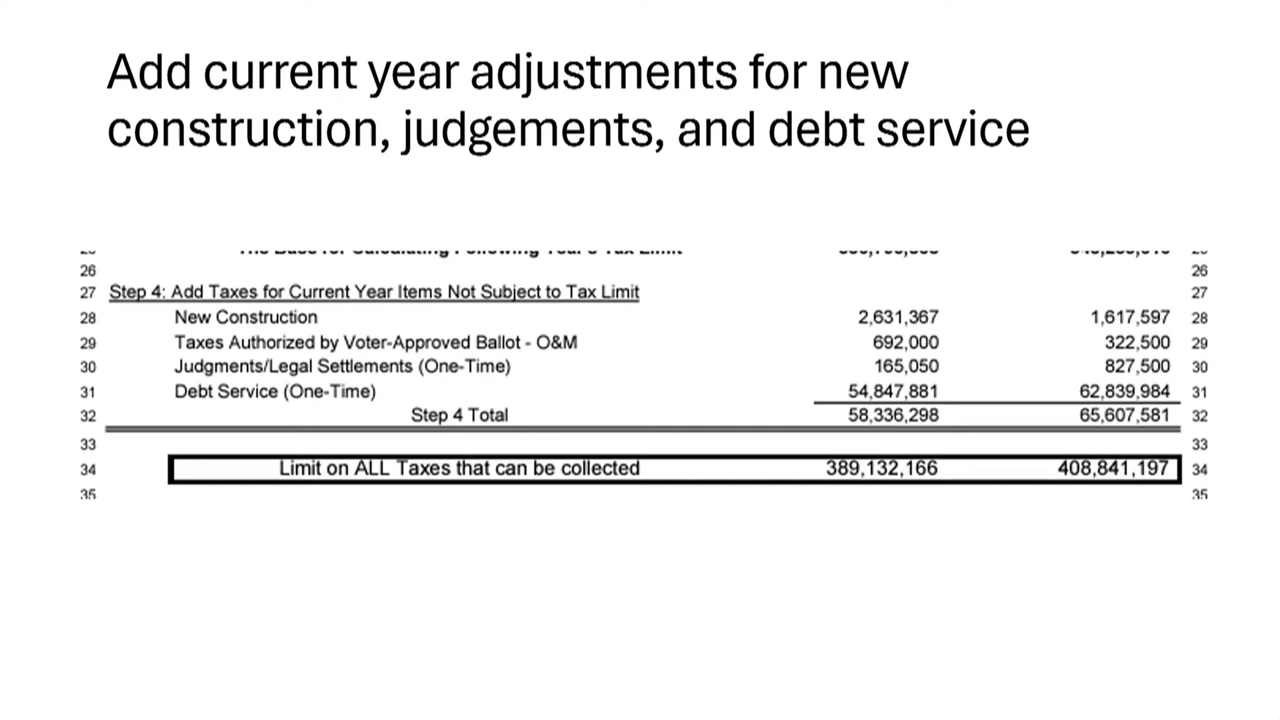 Add current year adjustments for new
construction, judgements, and debt service
26 26
27 Step 4: Add Taxes for Current Year Items Not Subject to Tax Limit 27
28 New Construction 2,631,367 1,617,597 28
29 Taxes Authorized by Voter-Approved Ballot - O&M 692,000 322,500 29
30 Judgments/Legal Settlements (One-Time) 165,050 827,500 30
31 Debt Service (One-Time) 54,847,881 62,839,984 31
32 Step 4 Total 58,336,298 65,607,581 32
33 33
34 Limit on ALL Taxes that can be collected 389,132,166 408,841,197 34
35 35